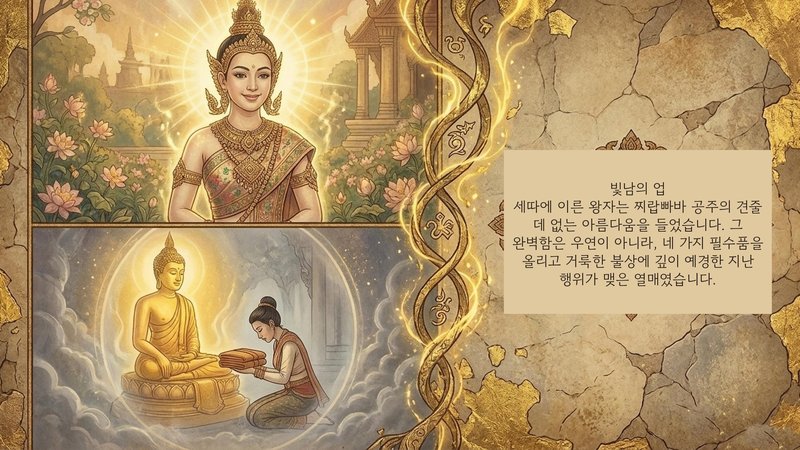 빛남의 업
세따에 이른 왕자는 찌랍빠바 공주의 견줄
데 없는 아름다움을 들었습니다. 그
완벽함은 우연이 아니라, 네 가지 필수품을
올리고 거룩한 불상에 깊이 예경한 지난
행위가 맺은 열매였습니다.